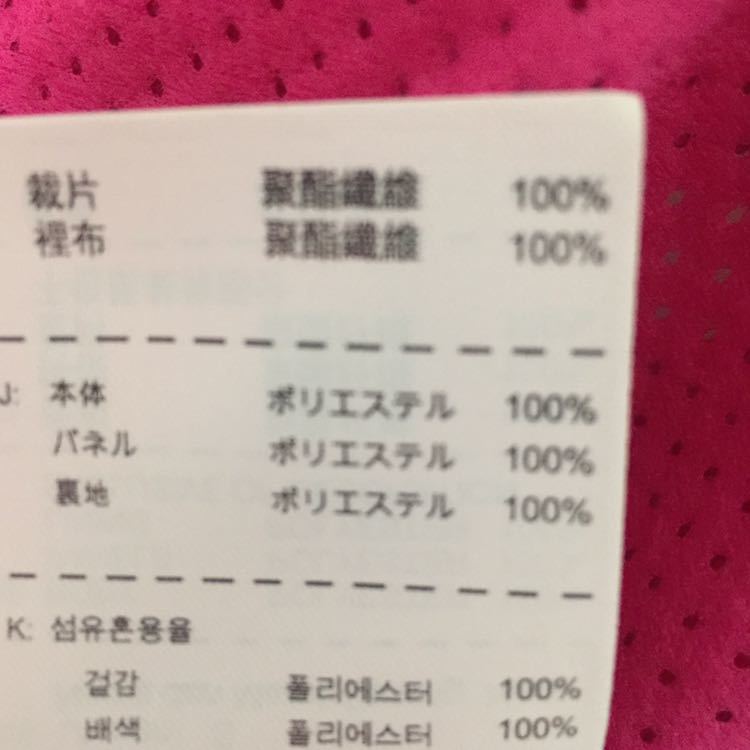 裁片 聚酯纖維 100%
裡布 聚酯纖維 100%
J: 本体 ポリエステル 100%
パネル ポリエステル 100%
裏地 ポリエステル 100%
K: 섬유혼용율
겉감 폴리에스터 100%
배색 폴리에스터 100%